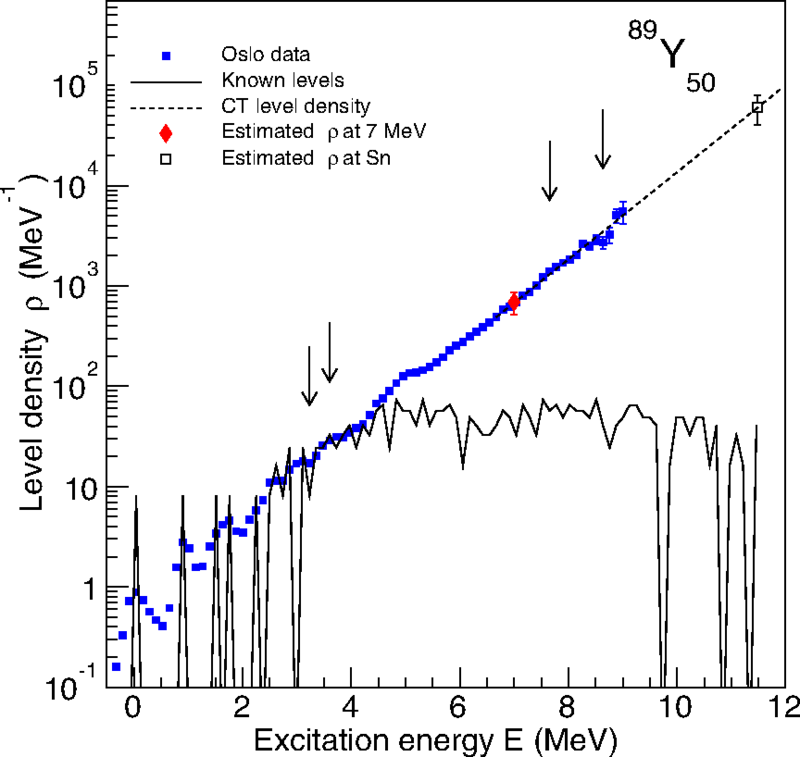 Oslo data
Known levels
CT level density
Estimated ρ at 7 MeV
Estimated ρ at Sn
89Y50
10^5
10^4
10^3
10^2
10
1
10^-1
Level density ρ (MeV^-1)
0 2 4 6 8 10 12
Excitation energy E (MeV)